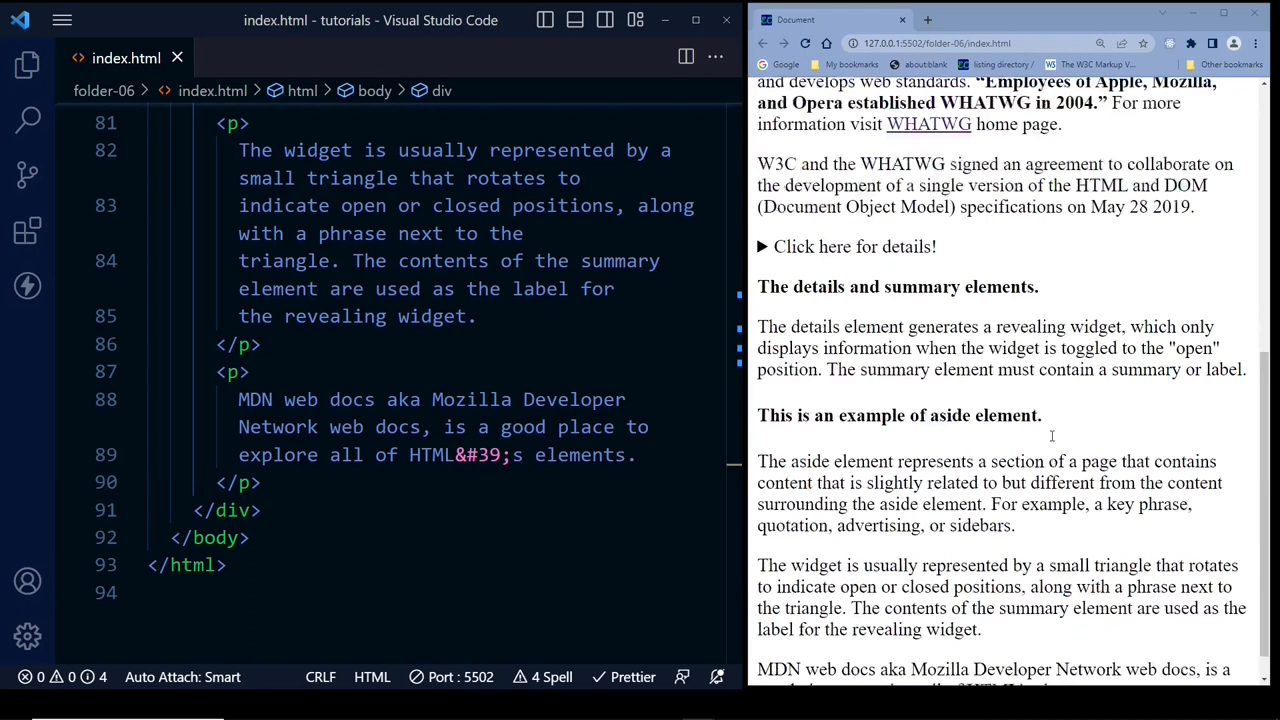 index.html - tutorials - Visual Studio Code
index.html
folder-06 > index.html > html > body > div
81 <p>
82 The widget is usually represented by a
small triangle that rotates to
83 indicate open or closed positions, along
with a phrase next to the
84 triangle. The contents of the summary
element are used as the label for
85 the revealing widget.
86 </p>
87 <p>
88 MDN web docs aka Mozilla Developer
Network web docs, is a good place to
89 explore all of HTML&#39;s elements.
90 </p>
91 </div>
92 </body>
93 </html>
94
0 0 4 Auto Attach: Smart CRLF HTML Port : 5502 4 Spell Prettier
Document
127.0.0.1:5502/folder-06/index.html
Google My bookmarks about:blank listing directory / The W3C Markup V... Other bookmarks
and develops web standards. “Employees of Apple, Mozilla,
and Opera established WHATWG in 2004.” For more
information visit WHATWG home page.
W3C and the WHATWG signed an agreement to collaborate on
the development of a single version of the HTML and DOM
(Document Object Model) specifications on May 28 2019.
Click here for details!
The details and summary elements.
The details element generates a revealing widget, which only
displays information when the widget is toggled to the "open"
position. The summary element must contain a summary or label.
This is an example of aside element.
The aside element represents a section of a page that contains
content that is slightly related to but different from the content
surrounding the aside element. For example, a key phrase,
quotation, advertising, or sidebars.
The widget is usually represented by a small triangle that rotates
to indicate open or closed positions, along with a phrase next to
the triangle. The contents of the summary element are used as the
label for the revealing widget.
MDN web docs aka Mozilla Developer Network web docs, is a